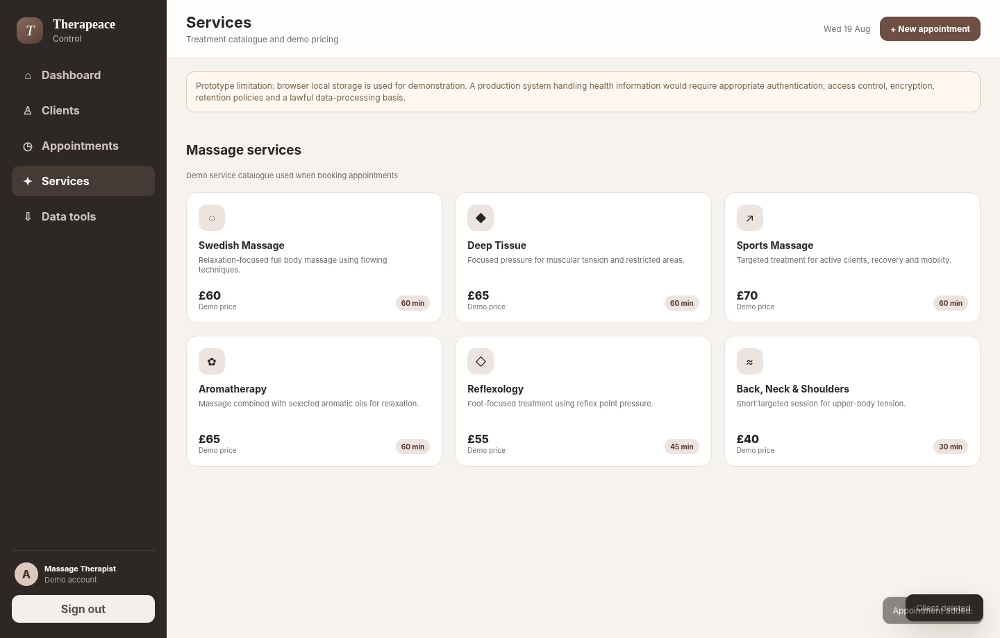 T
Therapeace
Control
Dashboard
Clients
Appointments
Services
Data tools
A
Massage Therapist
Demo account
Sign out
Services
Treatment catalogue and demo pricing
Wed 19 Aug
+ New appointment
Prototype limitation: browser local storage is used for demonstration. A production system handling health information would require appropriate authentication, access control, encryption,
retention policies and a lawful data-processing basis.
Massage services
Demo service catalogue used when booking appointments
Swedish Massage
Relaxation-focused full body massage using flowing
techniques.
£60
Demo price
60 min
Deep Tissue
Focused pressure for muscular tension and restricted areas.
£65
Demo price
60 min
Sports Massage
Targeted treatment for active clients, recovery and mobility.
£70
Demo price
60 min
Aromatherapy
Massage combined with selected aromatic oils for relaxation.
£65
Demo price
60 min
Reflexology
Foot-focused treatment using reflex point pressure.
£55
Demo price
45 min
Back, Neck & Shoulders
Short targeted session for upper-body tension.
£40
Demo price
30 min
Client deleted.
Appointment added.